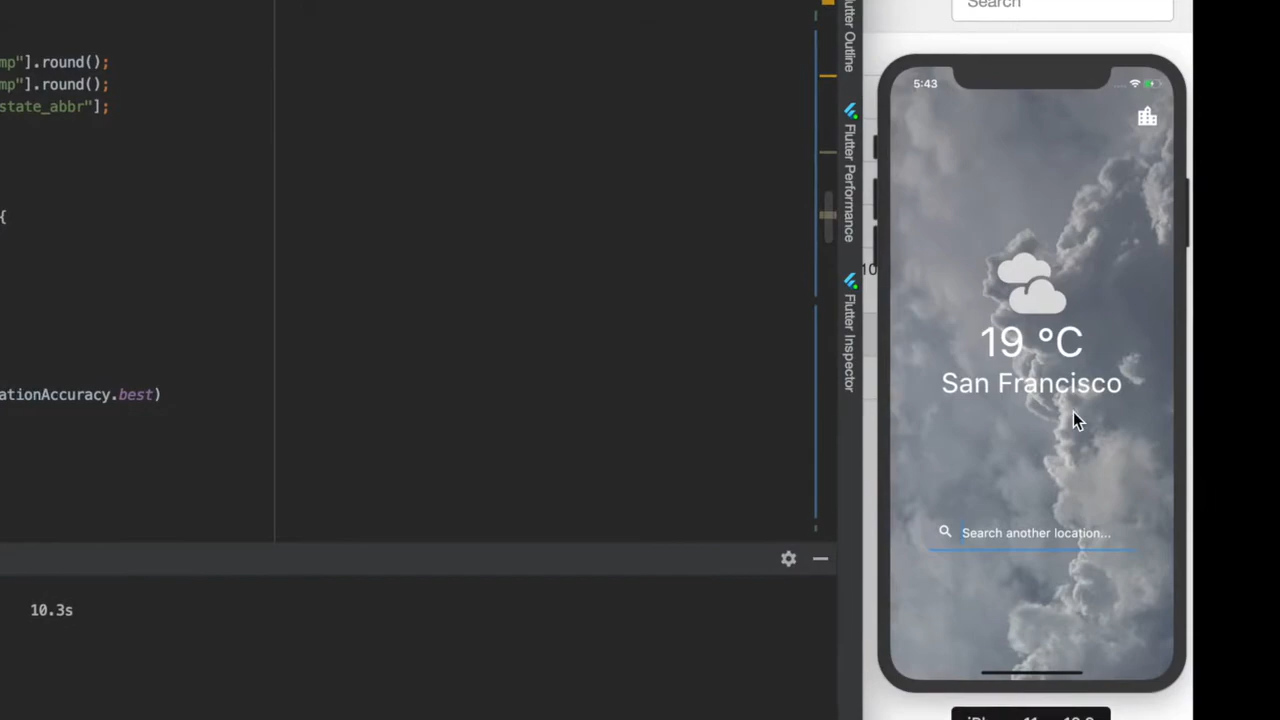 mp"].round();
mp"].round();
state_abbr"];
{
ationAccuracy.best)
10.3s
Flutter Outline
Flutter Performance
Flutter Inspector
10
Search
5:43
19 °C
San Francisco
Search another location...